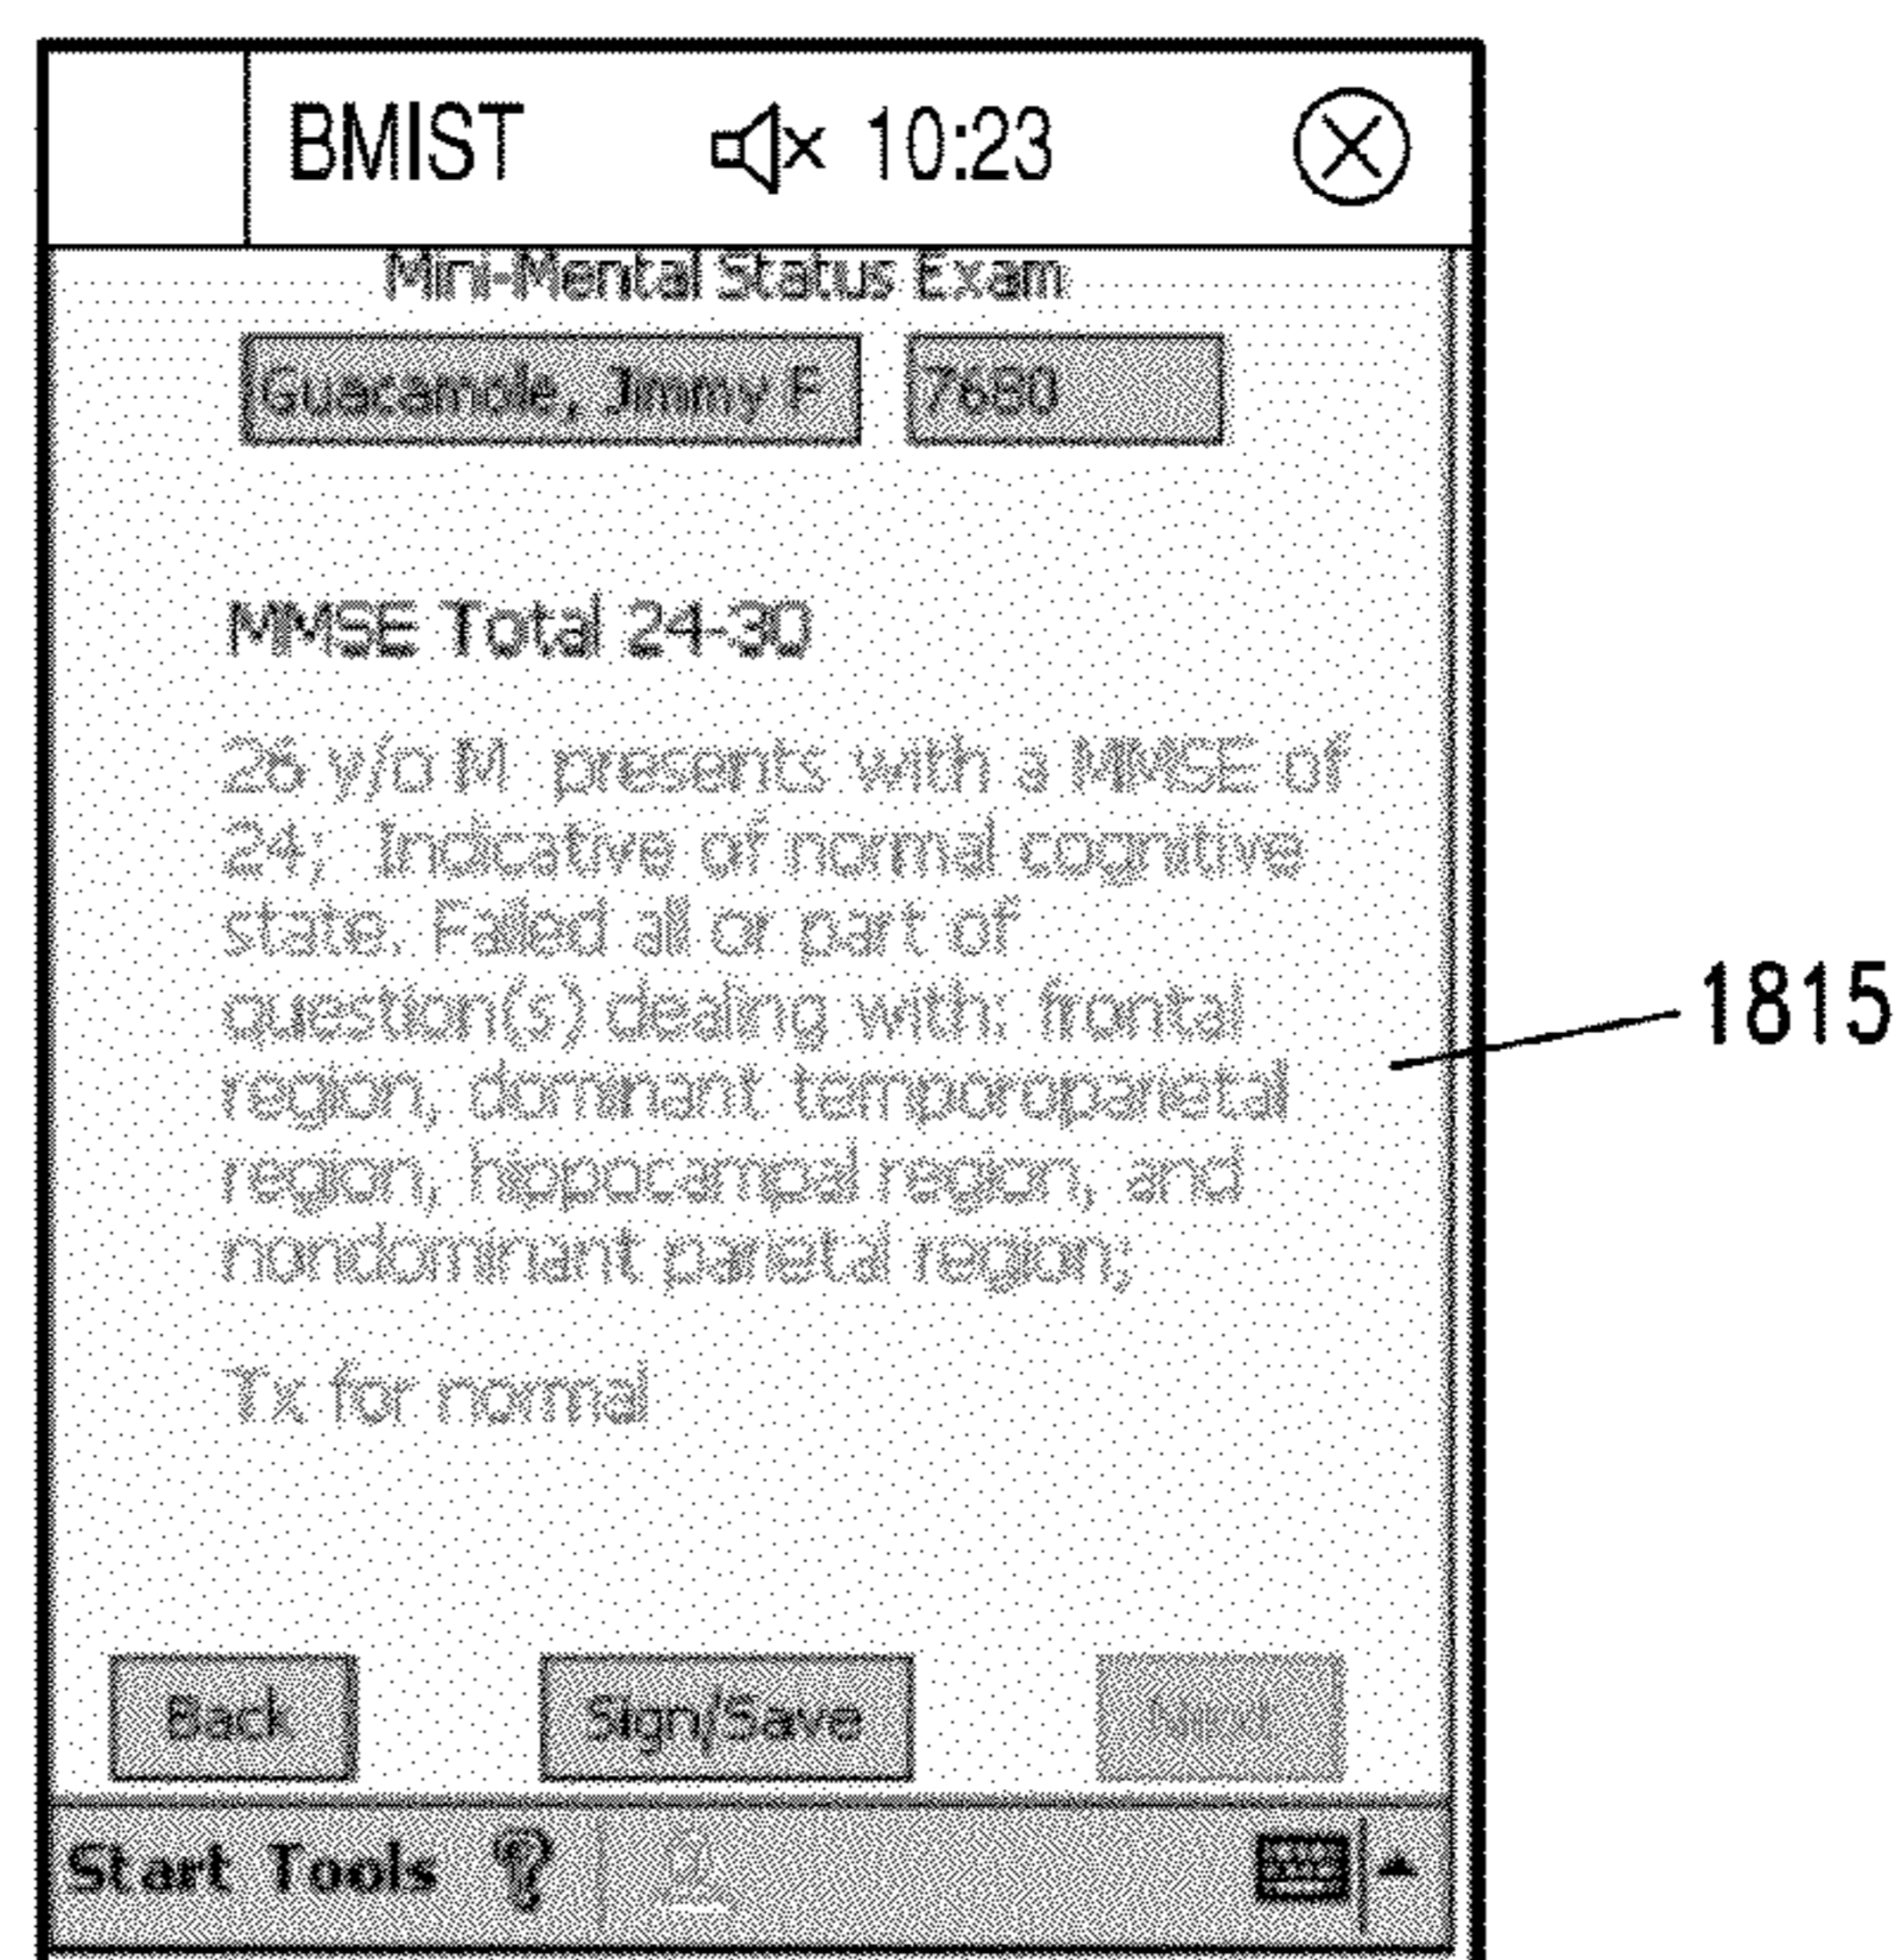 BMIST 10:23
Mini-Mental Status Exam
Guacamole, Jimmy F 7680
MMSE Total 24-30
26 y/o M presents with a MMSE of
24; Indicative of normal cognitive
state. Failed all or part of
question(s) dealing with: frontal
region, dominant temporoparietal
region, hippocampal region, and
nondominant parietal region;
1815
Tx for normal
Back Sign/Save Next
Start Tools ?